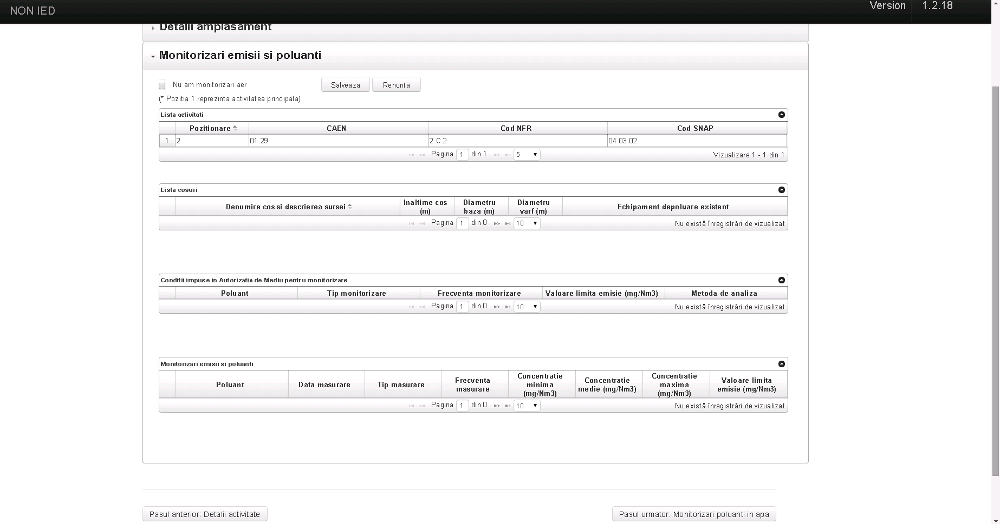 NON IED
Version 1.2.18
Detalii amplasament
Monitorizari emisii si poluanti
Nu am monitorizari aer Salveaza Renunta
(* Pozitia 1 reprezinta activitatea principala)
Lista activitati
Pozitionare CAEN Cod NFR Cod SNAP
1 2 01.29 2.C.2 04 03 02
Pagina 1 din 1 5 Vizualizare 1 - 1 din 1
Lista cosuri
Denumire cos si descrierea sursei Inaltime cos (m) Diametru baza (m) Diametru varf (m) Echipament depoluare existent
Pagina 1 din 0 10 Nu există înregistrări de vizualizat
Conditii impuse in Autorizatia de Mediu pentru monitorizare
Poluant Tip monitorizare Frecventa monitorizare Valoare limita emisie (mg/Nm3) Metoda de analiza
Pagina 1 din 0 10 Nu există înregistrări de vizualizat
Monitorizari emisii si poluanti
Poluant Data masurare Tip masurare Frecventa masurare Concentratie minima (mg/Nm3) Concentratie medie (mg/Nm3) Concentratie maxima (mg/Nm3) Valoare limita emisie (mg/Nm3)
Pagina 1 din 0 10 Nu există înregistrări de vizualizat
Pasul anterior: Detalii activitate Pasul urmator: Monitorizari poluanti in apa